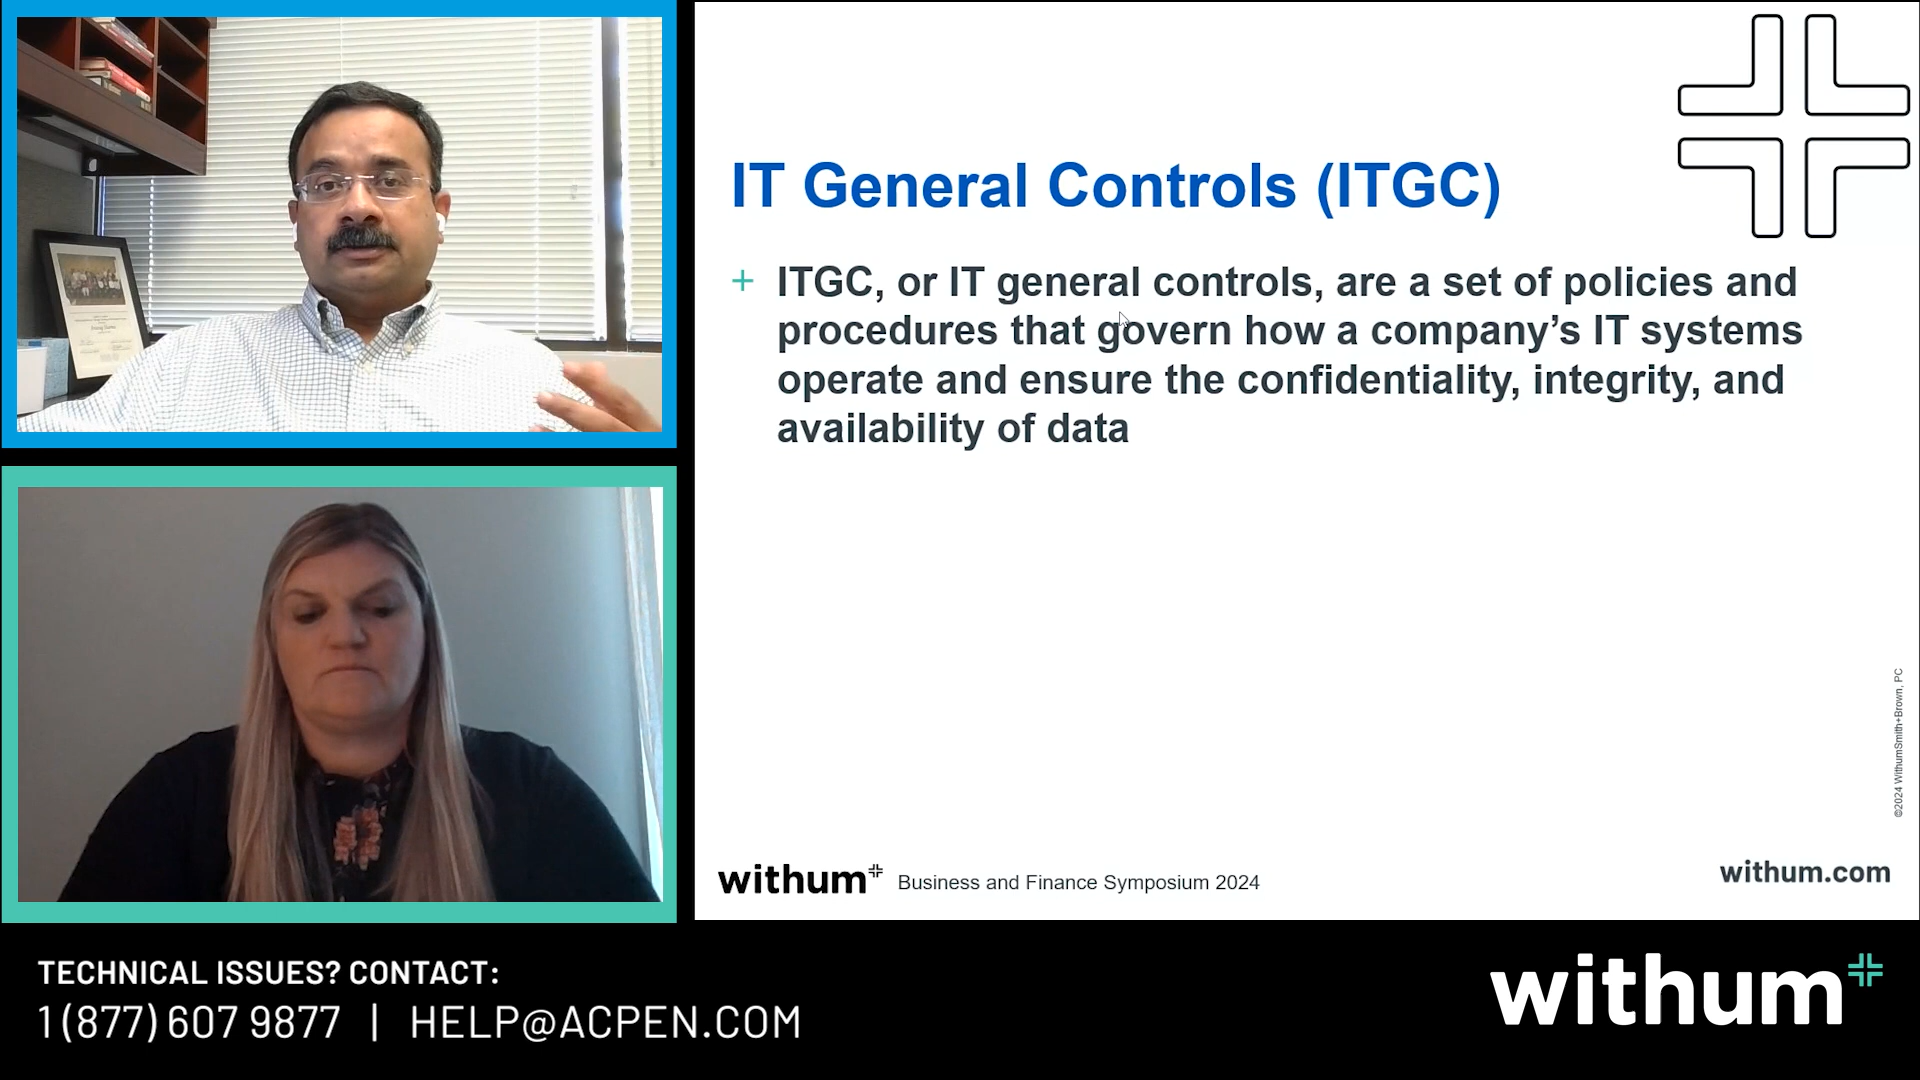 IT General Controls (ITGC)
+ ITGC, or IT general controls, are a set of policies and
procedures that govern how a company’s IT systems
operate and ensure the confidentiality, integrity, and
availability of data
©2024 WithumSmith+Brown, PC
withum
Business and Finance Symposium 2024
withum.com
TECHNICAL ISSUES? CONTACT:
1 (877) 607 9877 | HELP@ACPEN.COM
withum